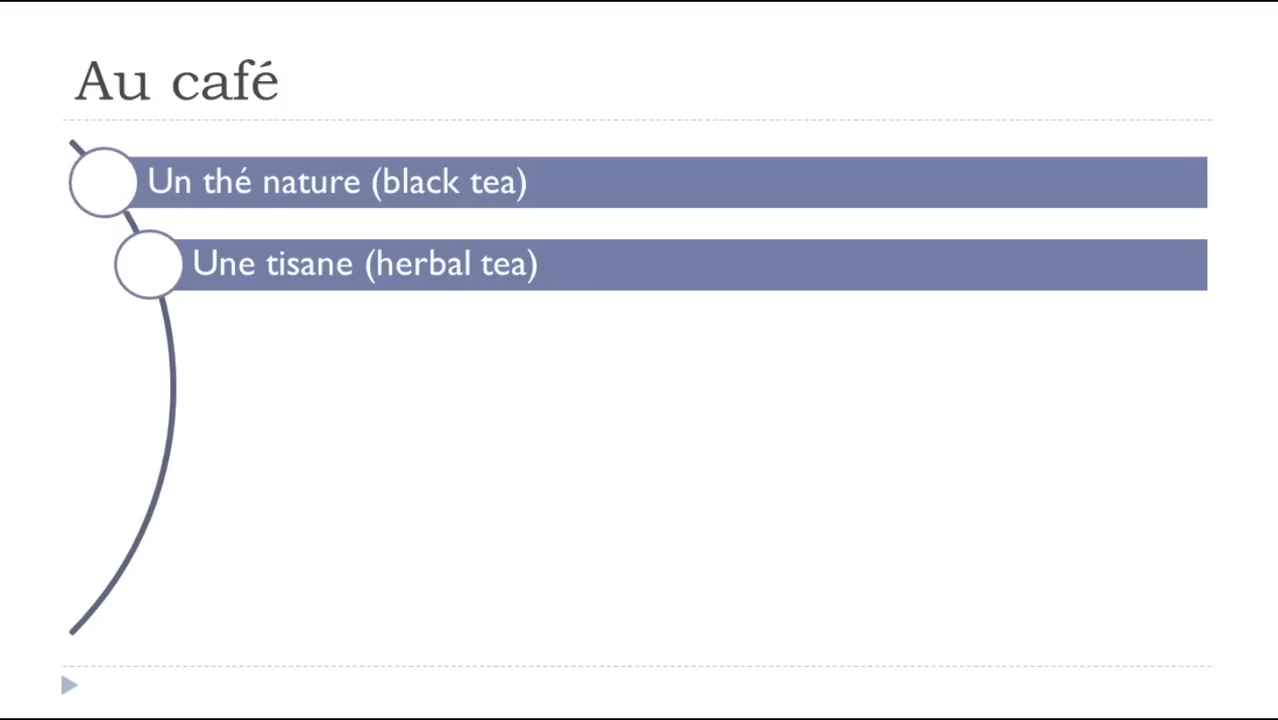 Au café
Un thé nature (black tea)
Une tisane (herbal tea)